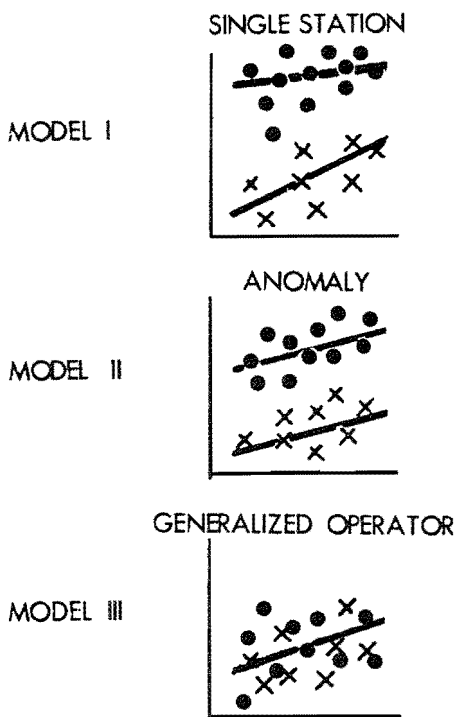 SINGLE STATION
MODEL I
ANOMALY
MODEL II
GENERALIZED OPERATOR
MODEL III